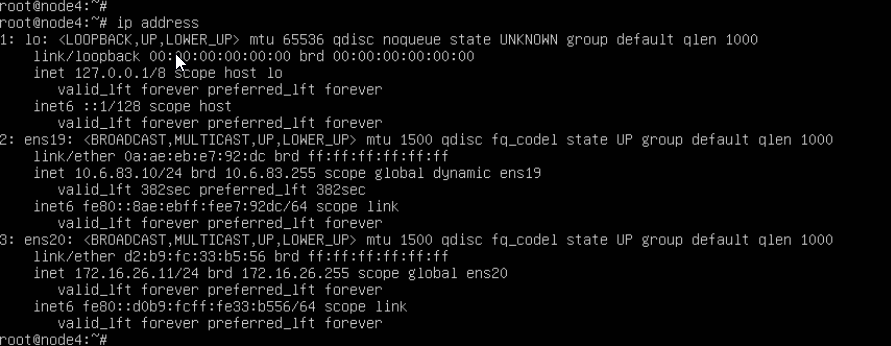 root@node4:~#
root@node4:~# ip address
1: lo: <LOOPBACK,UP,LOWER_UP> mtu 65536 qdisc noqueue state UNKNOWN group default qlen 1000
    link/loopback 00:00:00:00:00:00 brd 00:00:00:00:00:00
    inet 127.0.0.1/8 scope host lo
       valid_lft forever preferred_lft forever
    inet6 ::1/128 scope host
       valid_lft forever preferred_lft forever
2: ens19: <BROADCAST,MULTICAST,UP,LOWER_UP> mtu 1500 qdisc fq_codel state UP group default qlen 1000
    link/ether 0a:ae:eb:e7:92:dc brd ff:ff:ff:ff:ff:ff
    inet 10.6.83.10/24 brd 10.6.83.255 scope global dynamic ens19
       valid_lft 382sec preferred_lft 382sec
    inet6 fe80::8ae:ebff:fee7:92dc/64 scope link
       valid_lft forever preferred_lft forever
3: ens20: <BROADCAST,MULTICAST,UP,LOWER_UP> mtu 1500 qdisc fq_codel state UP group default qlen 1000
    link/ether d2:b9:fc:33:b5:56 brd ff:ff:ff:ff:ff:ff
    inet 172.16.26.11/24 brd 172.16.26.255 scope global ens20
       valid_lft forever preferred_lft forever
    inet6 fe80::d0b9:fcff:fe33:b556/64 scope link
       valid_lft forever preferred_lft forever
root@node4:~#